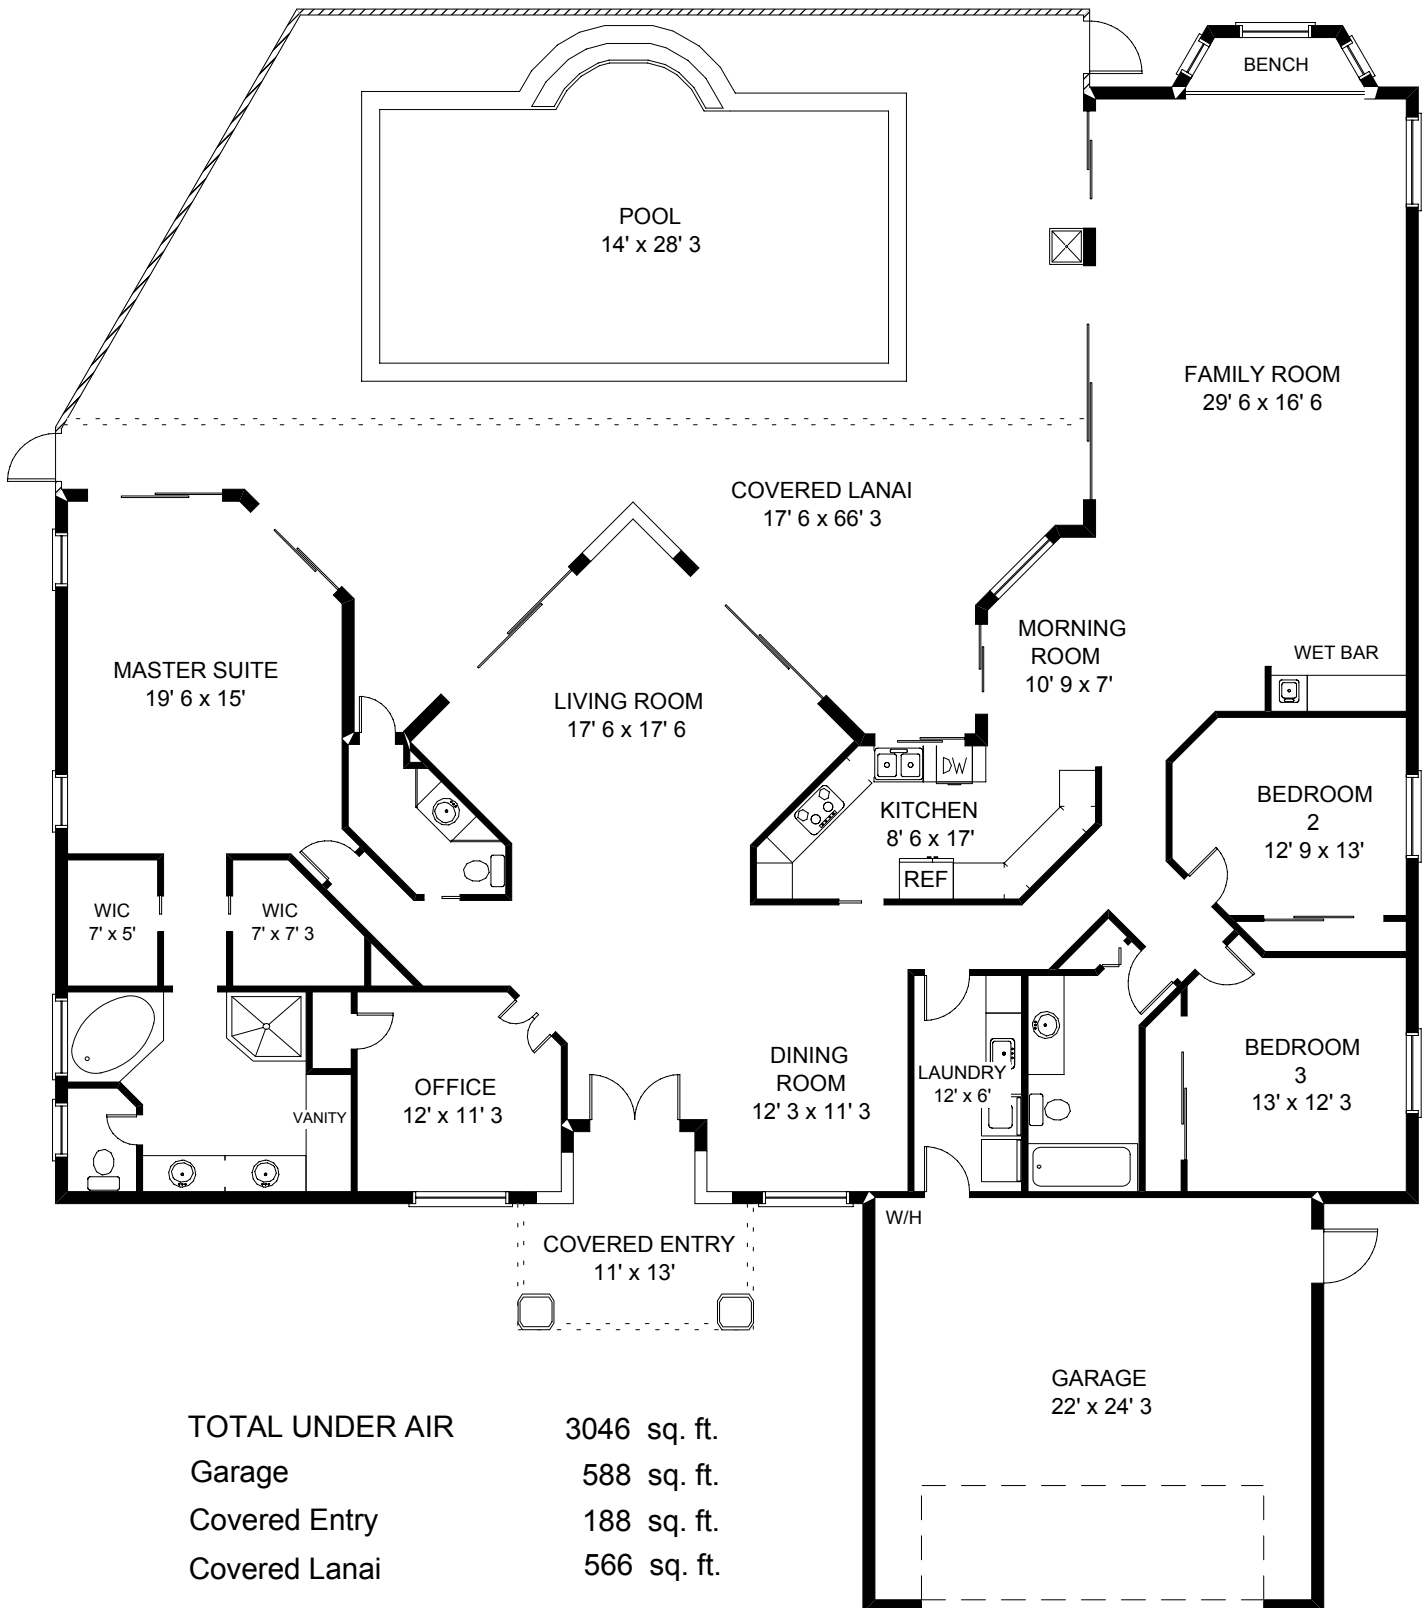 BENCH
POOL
14' x 28' 3
FAMILY ROOM
29' 6 x 16' 6
COVERED LANAI
17' 6 x 66' 3
MORNING
ROOM
10' 9 x 7'
WET BAR
MASTER SUITE
19' 6 x 15'
LIVING ROOM
17' 6 x 17' 6
DW
KITCHEN
8' 6 x 17'
REF
BEDROOM
2
12' 9 x 13'
WIC
7' x 5'
WIC
7' x 7' 3
OFFICE
12' x 11' 3
VANITY
DINING
ROOM
12' 3 x 11' 3
LAUNDRY
12' x 6'
BEDROOM
3
13' x 12' 3
W/H
COVERED ENTRY
11' x 13'
GARAGE
22' x 24' 3
TOTAL UNDER AIR 3046 sq. ft.
Garage 588 sq. ft.
Covered Entry 188 sq. ft.
Covered Lanai 566 sq. ft.